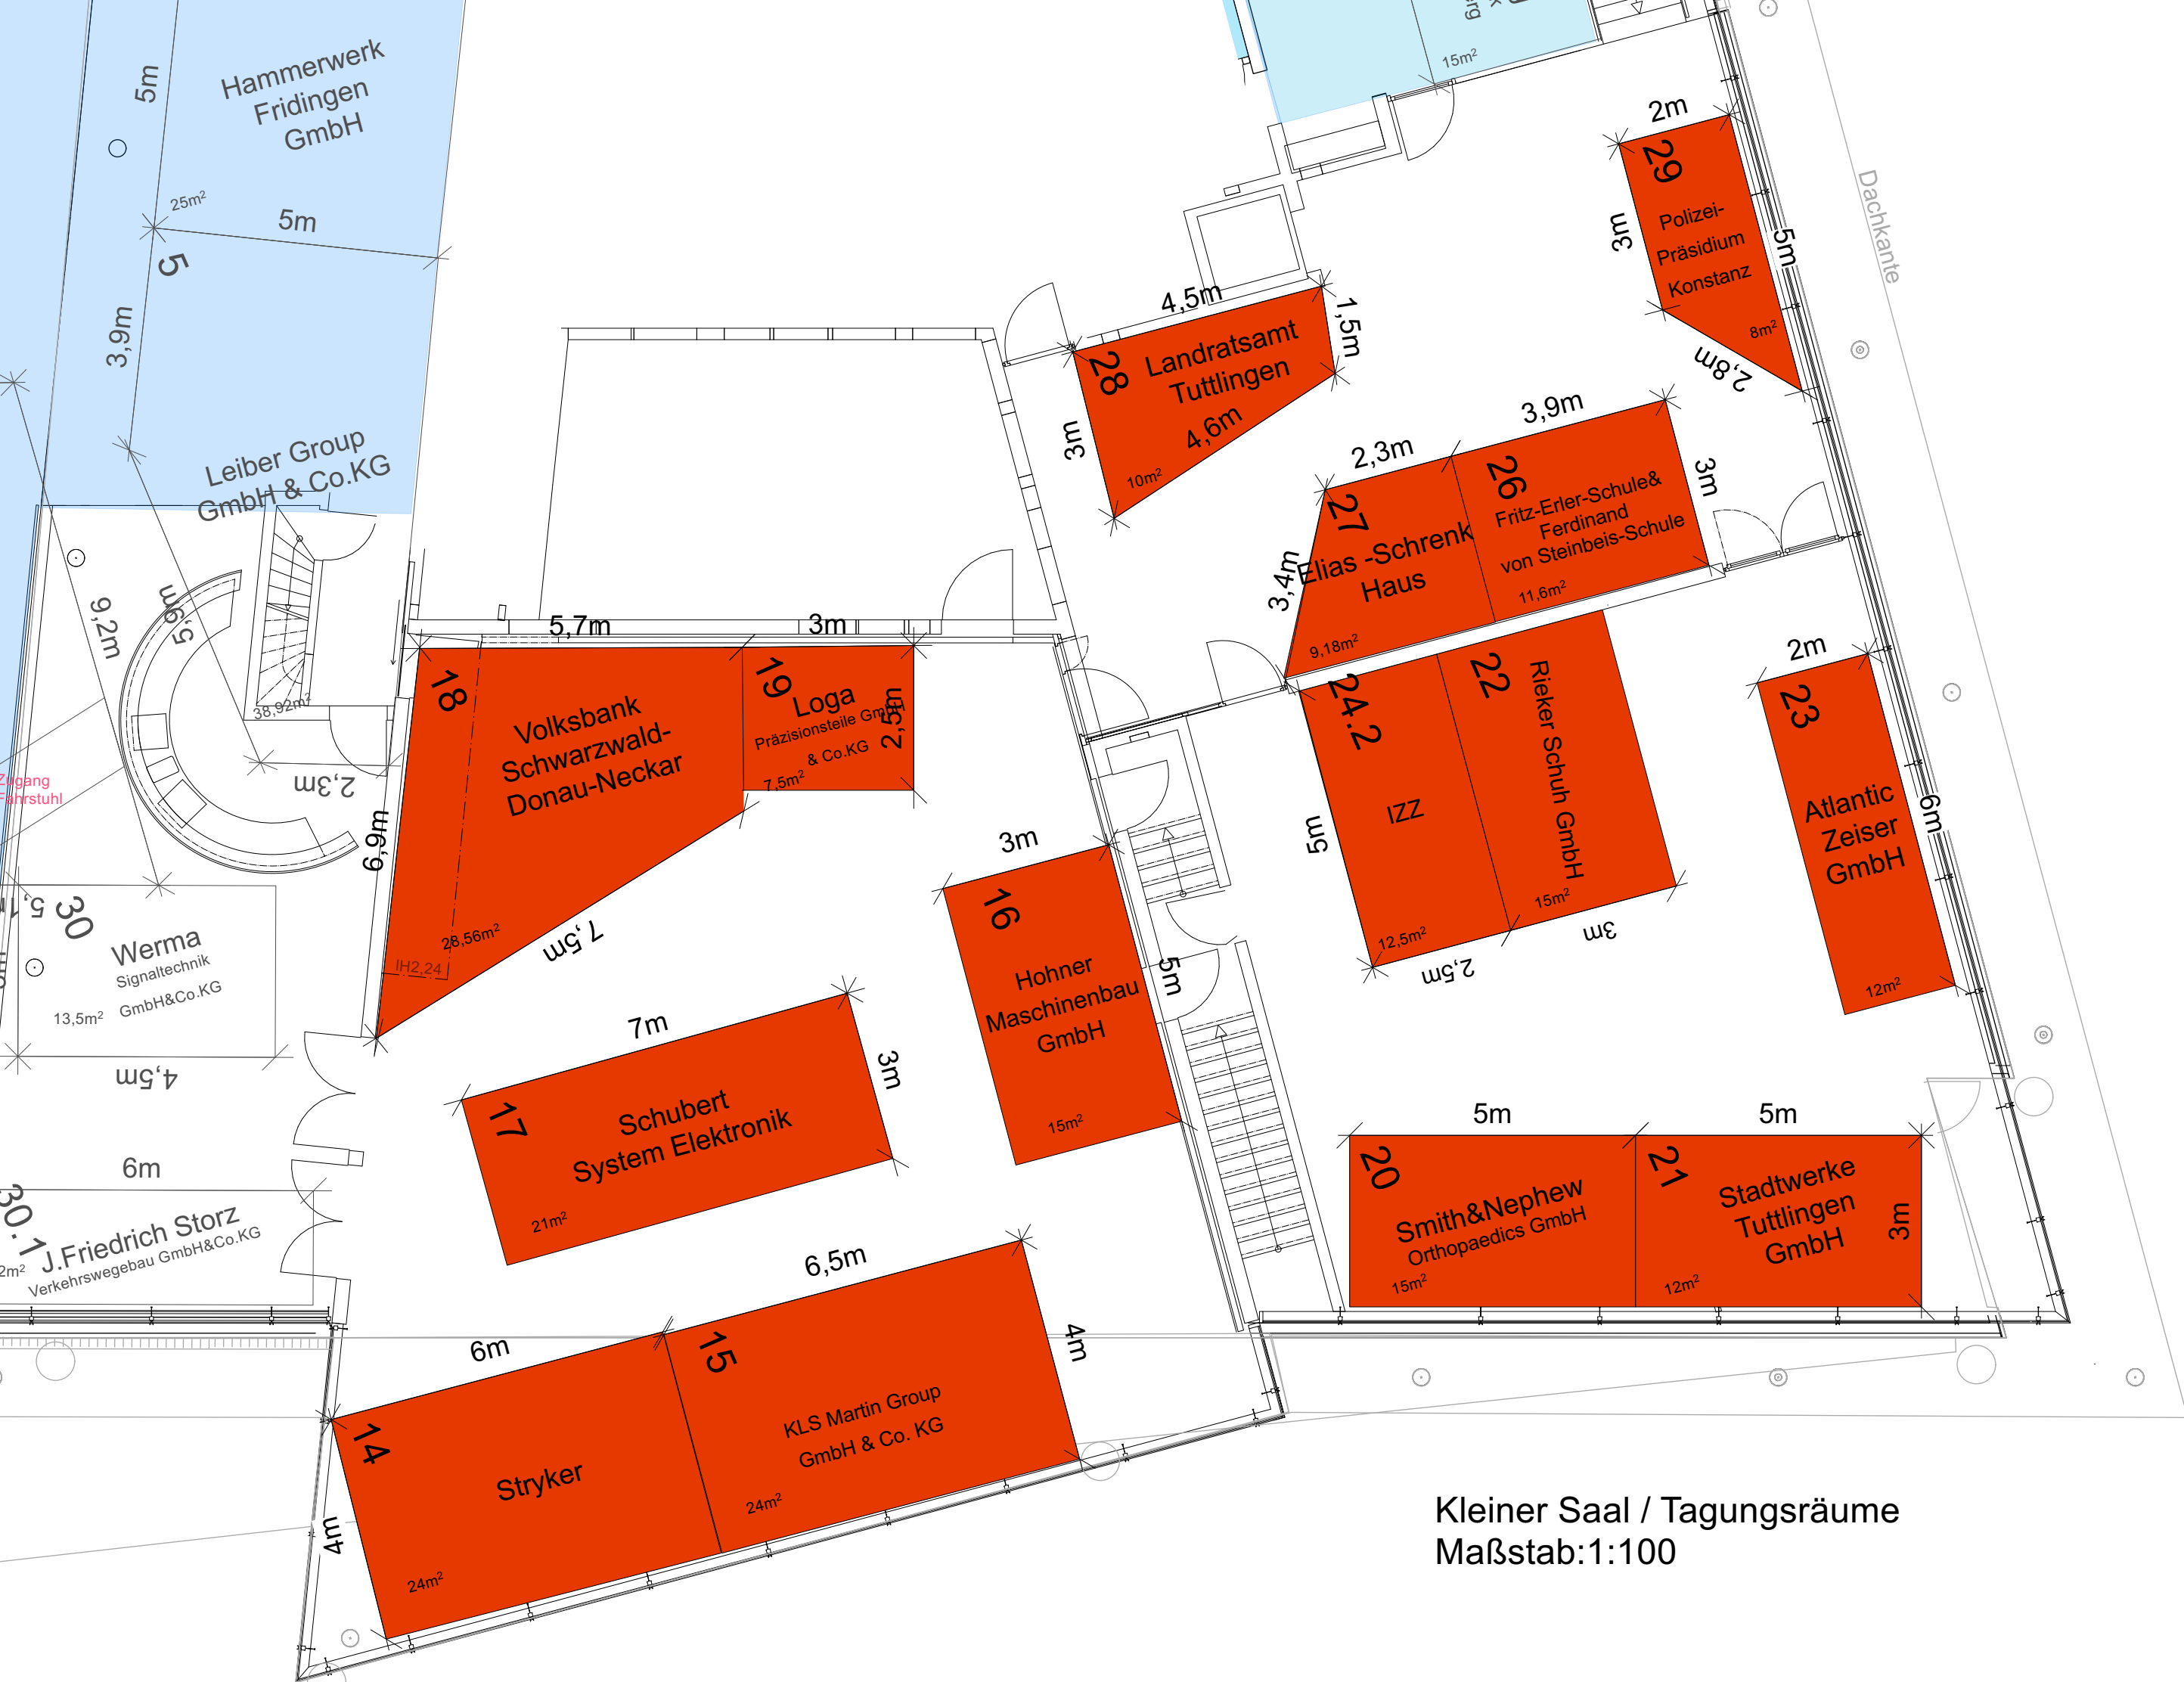 Hammerwerk
Fridingen
GmbH
5m
25m²
5m
5
3,9m
Leiber Group
GmbH & Co.KG
9,2m
5,9m
38,92m²
2,3m
Zugang
Fahrstuhl
30
Werma
Signaltechnik
GmbH&Co.KG
13,5m²
4,5m
6m
30.1
J.Friedrich Storz
Verkehrswegebau GmbH&Co.KG
15m²
2m
29
Polizei-
Präsidium
Konstanz
3m
5m
8m²
2,8m
Dachkante
4,5m
1,5m
28
Landratsamt
Tuttlingen
4,6m
3m
10m²
2,3m
3,9m
27
Elias -Schrenk
Haus
3,4m
9,18m²
26
Fritz-Erler-Schule&
Ferdinand
von Steinbeis-Schule
3m
11,6m²
5,7m
3m
18
Volksbank
Schwarzwald-
Donau-Neckar
6,9m
28,56m²
lH2,24
7,5m
19
Loga
Präzisionsteile GmbH
& Co.KG
2,5m
7,5m²
24.2
IZZ
5m
12,5m²
2,5m
22
Rieker Schuh GmbH
15m²
3m
2m
23
Atlantic
Zeiser
GmbH
6m
12m²
3m
16
Hohner
Maschinenbau
GmbH
5m
15m²
7m
17
Schubert
System Elektronik
3m
21m²
5m
5m
20
Smith&Nephew
Orthopaedics GmbH
15m²
21
Stadtwerke
Tuttlingen
GmbH
3m
12m²
6m
6,5m
14
Stryker
4m
24m²
15
KLS Martin Group
GmbH & Co. KG
4m
24m²
Kleiner Saal / Tagungsräume
Maßstab:1:100